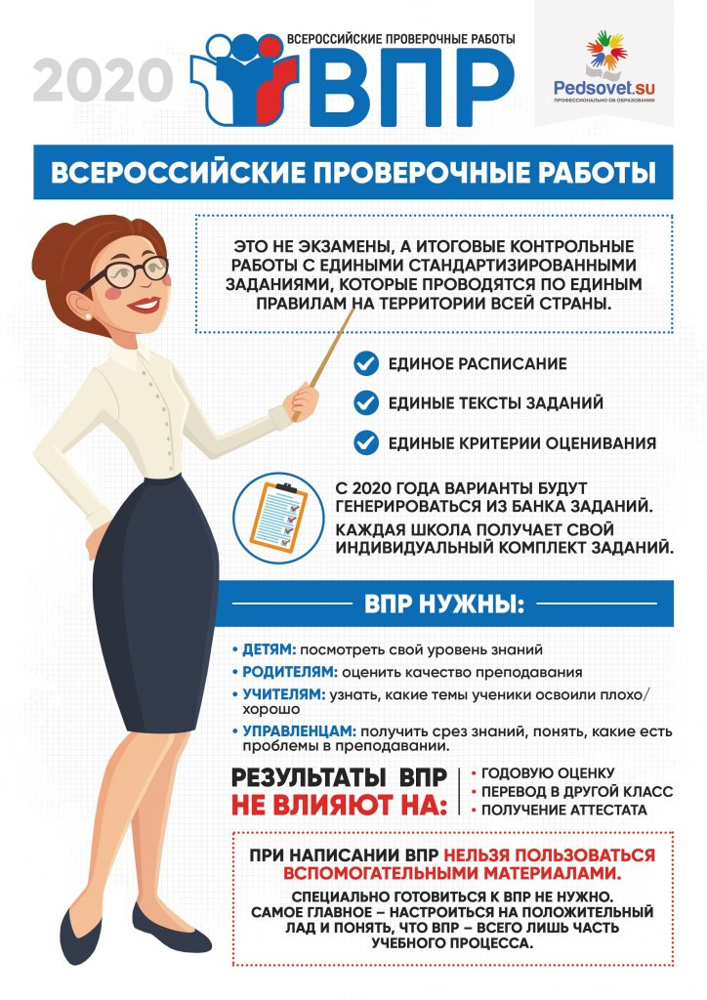 2020
ВСЕРОССИЙСКИЕ ПРОВЕРОЧНЫЕ РАБОТЫ
ВПР
Pedsovet.su
ПРОФЕССИОНАЛЬНО ОБ ОБРАЗОВАНИИ
ВСЕРОССИЙСКИЕ ПРОВЕРОЧНЫЕ РАБОТЫ
ЭТО НЕ ЭКЗАМЕНЫ, А ИТОГОВЫЕ КОНТРОЛЬНЫЕ
РАБОТЫ С ЕДИНЫМИ СТАНДАРТИЗИРОВАННЫМИ
ЗАДАНИЯМИ, КОТОРЫЕ ПРОВОДЯТСЯ ПО ЕДИНЫМ
ПРАВИЛАМ НА ТЕРРИТОРИИ ВСЕЙ СТРАНЫ.
ЕДИНОЕ РАСПИСАНИЕ
ЕДИНЫЕ ТЕКСТЫ ЗАДАНИЙ
ЕДИНЫЕ КРИТЕРИИ ОЦЕНИВАНИЯ
С 2020 ГОДА ВАРИАНТЫ БУДУТ
ГЕНЕРИРОВАТЬСЯ ИЗ БАНКА ЗАДАНИЙ.
КАЖДАЯ ШКОЛА ПОЛУЧАЕТ СВОЙ
ИНДИВИДУАЛЬНЫЙ КОМПЛЕКТ ЗАДАНИЙ.
ВПР НУЖНЫ:
• ДЕТЯМ: посмотреть свой уровень знаний
• РОДИТЕЛЯМ: оценить качество преподавания
• УЧИТЕЛЯМ: узнать, какие темы ученики освоили плохо/
хорошо
• УПРАВЛЕНЦАМ: получить срез знаний, понять, какие есть
проблемы в преподавании.
РЕЗУЛЬТАТЫ ВПР
НЕ ВЛИЯЮТ НА:
• ГОДОВУЮ ОЦЕНКУ
• ПЕРЕВОД В ДРУГОЙ КЛАСС
• ПОЛУЧЕНИЕ АТТЕСТАТА
ПРИ НАПИСАНИИ ВПР НЕЛЬЗЯ ПОЛЬЗОВАТЬСЯ
ВСПОМОГАТЕЛЬНЫМИ МАТЕРИАЛАМИ.
СПЕЦИАЛЬНО ГОТОВИТЬСЯ К ВПР НЕ НУЖНО.
САМОЕ ГЛАВНОЕ – НАСТРОИТЬСЯ НА ПОЛОЖИТЕЛЬНЫЙ
ЛАД И ПОНЯТЬ, ЧТО ВПР – ВСЕГО ЛИШЬ ЧАСТЬ
УЧЕБНОГО ПРОЦЕССА.